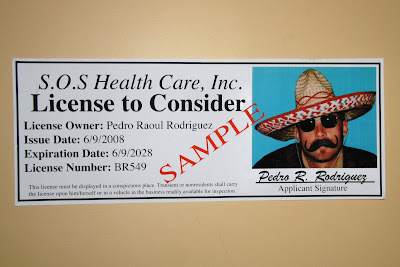 S.O.S Health Care, Inc.
License to Consider
License Owner: Pedro Raoul Rodriguez
Issue Date: 6/9/2008
Expiration Date: 6/9/2028
License Number: BR549
This license must be displayed in a conspicuous place. Transient or nonresidents shall carry
the license upon him/herself or in a vehicle in the business readily available for inspection.
SAMPLE
Pedro R. Rodriguez
Applicant Signature